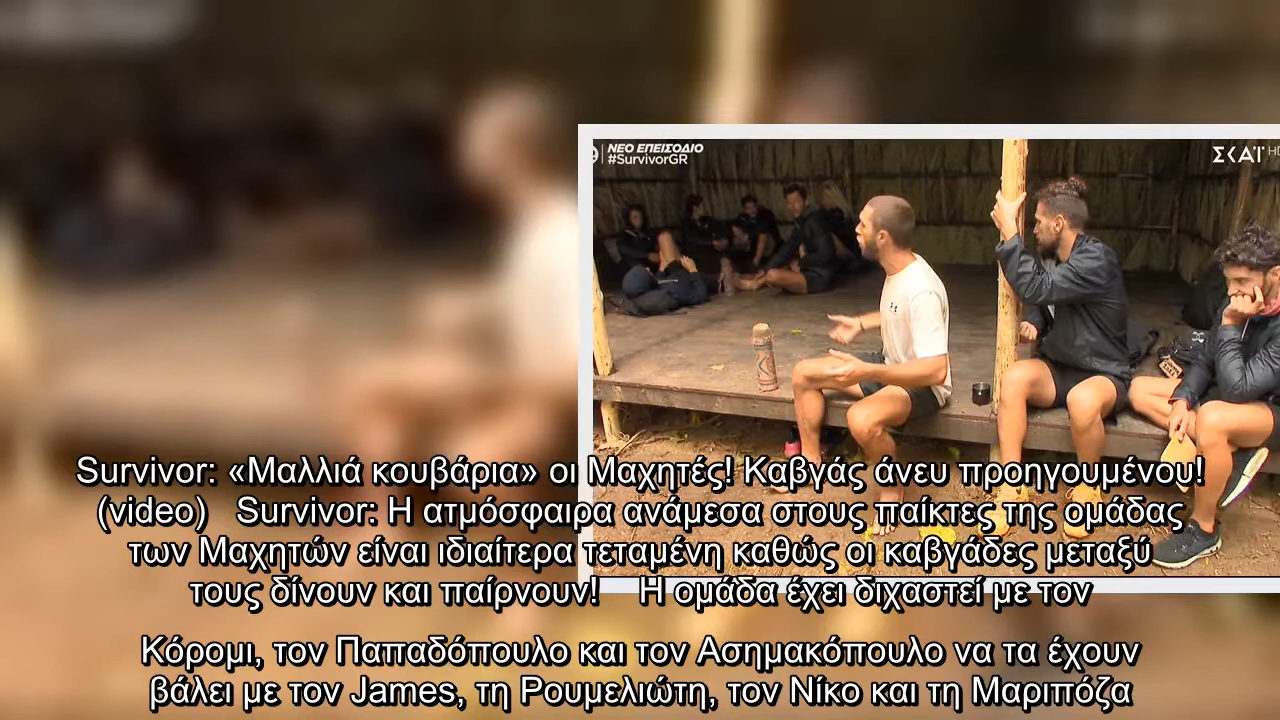 ΝΕΟ ΕΠΕΙΣΟΔΙΟ
#SurvivorGR
ΣΚΑΪ HD
Survivor: «Μαλλιά κουβάρια» οι Μαχητές! Καβγάς άνευ προηγουμένου!
(video) Survivor: Η ατμόσφαιρα ανάμεσα στους παίκτες της ομάδας
των Μαχητών είναι ιδιαίτερα τεταμένη καθώς οι καβγάδες μεταξύ
τους δίνουν και παίρνουν! Η ομάδα έχει διχαστεί με τον
Κόρομι, τον Παπαδόπουλο και τον Ασημακόπουλο να τα έχουν
βάλει με τον James, τη Ρουμελιώτη, τον Νίκο και τη Μαριπόζα